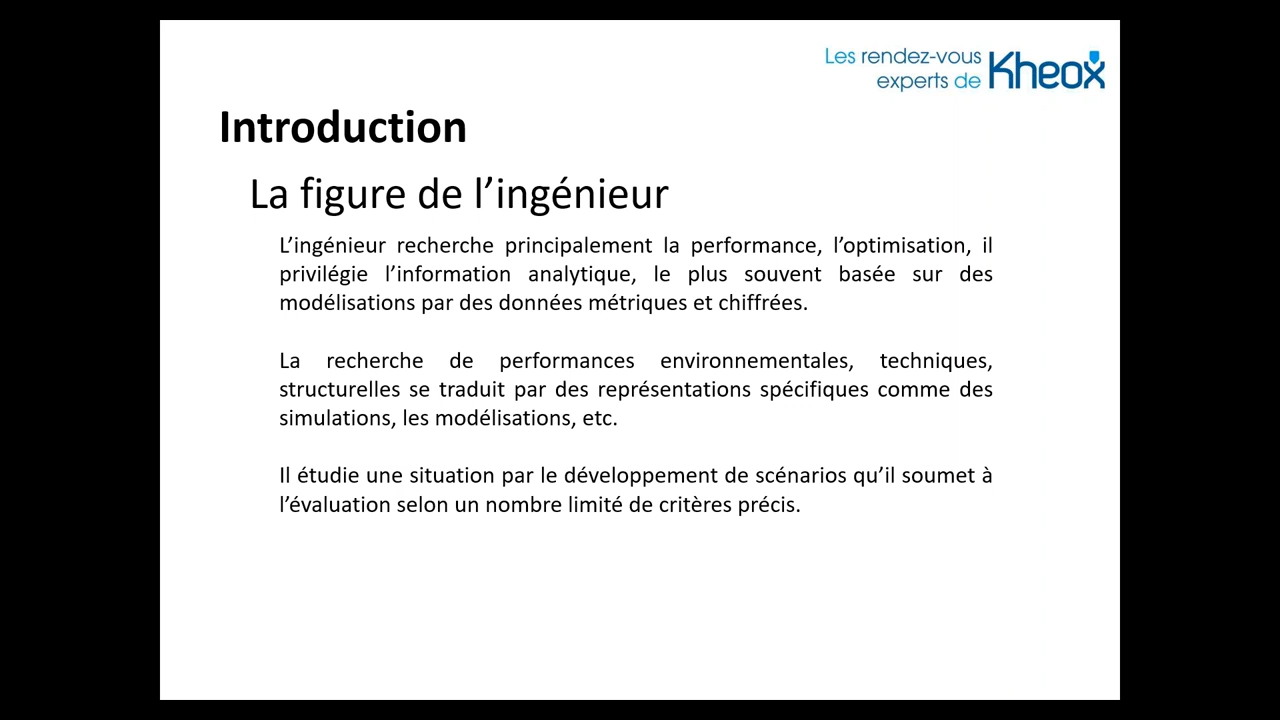 Les rendez-vous
experts de Kheox
Introduction
La figure de l’ingénieur
L’ingénieur recherche principalement la performance, l’optimisation, il
privilégie l’information analytique, le plus souvent basée sur des
modélisations par des données métriques et chiffrées.
La recherche de performances environnementales, techniques,
structurelles se traduit par des représentations spécifiques comme des
simulations, les modélisations, etc.
Il étudie une situation par le développement de scénarios qu’il soumet à
l’évaluation selon un nombre limité de critères précis.